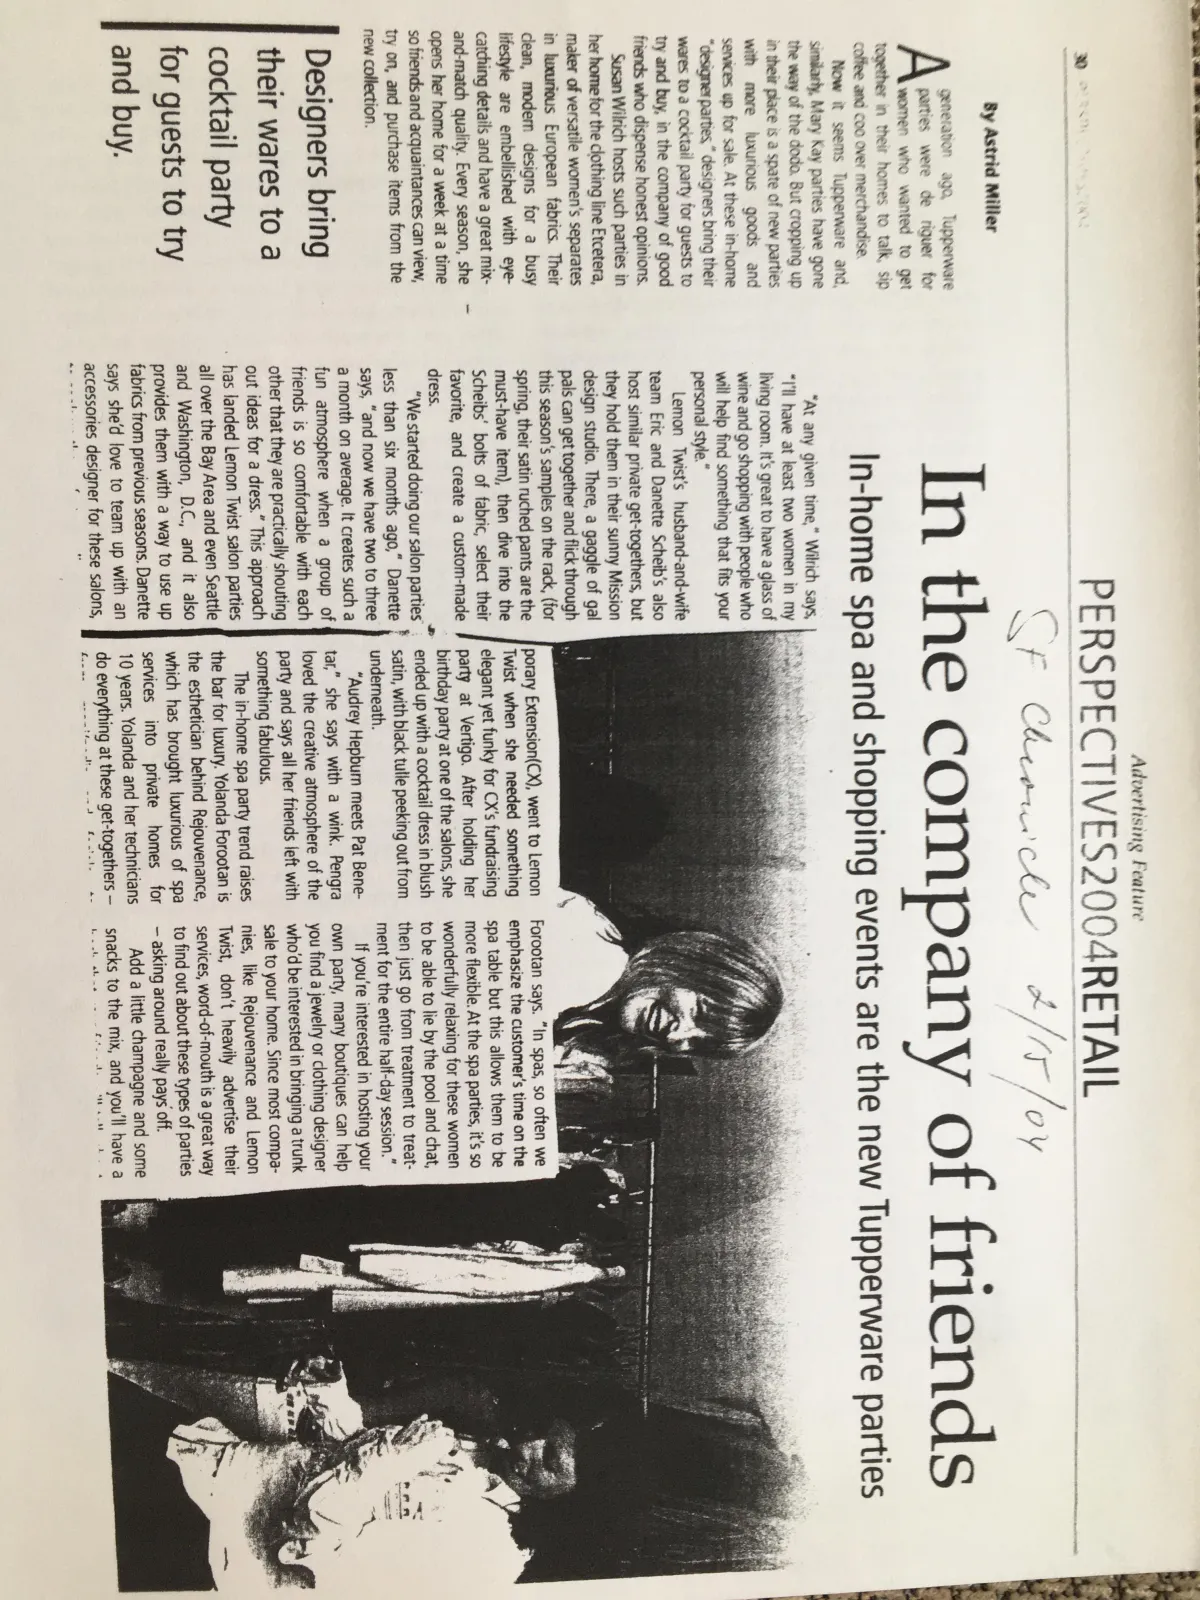 Advertising Feature
30
PERSPECTIVES2004RETAIL
SF Chronicle 2/15/04
In the company of friends
In-home spa and shopping events are the new Tupperware parties
By Astrid Miller
A generation ago, Tupperware
parties were de riguer for
women who wanted to get
together in their homes to talk, sip
coffee and coo over merchandise.
Now it seems Tupperware and,
similarly, Mary Kay parties have gone
the way of the dodo. But cropping up
in their place is a spate of new parties
with more luxurious goods and
services up for sale. At these in-home
"designer parties," designers bring their
wares to a cocktail party for guests to
try and buy, in the company of good
friends who dispense honest opinions.
Susan Wilrich hosts such parties in
her home for the clothing line Etcetera,
maker of versatile women's separates
in luxurious European fabrics. Their
clean, modern designs for a busy
lifestyle are embellished with eye-
catching details and have a great mix-
and-match quality. Every season, she
opens her home for a week at a time
so friends and acquaintances can view,
try on, and purchase items from the
new collection.
Designers bring
their wares to a
cocktail party
for guests to try
and buy.
"At any given time," Wilrich says,
"I'll have at least two women in my
living room. It's great to have a glass of
wine and go shopping with people who
will help find something that fits your
personal style."
Lemon Twist's husband-and-wife
team Eric and Danette Scheib's also
host similar private get-togethers, but
they hold them in their sunny Mission
design studio. There, a gaggle of gal
pals can get together and flick through
this season's samples on the rack, (for
spring, their satin ruched pants are the
must-have item), then dive into the
Scheibs' bolts of fabric, select their
favorite, and create a custom-made
dress.
"We started doing our salon parties
less than six months ago," Danette
says, "and now we have two to three
a month on average. It creates such a
fun atmosphere when a group of
friends is so comfortable with each
other that they are practically shouting
out ideas for a dress." This approach
has landed Lemon Twist salon parties
all over the Bay Area and even Seattle
and Washington, D.C., and it also
provides them with a way to use up
fabrics from previous seasons. Danette
says she'd love to team up with an
accessories designer for these salons,
porary Extension(CX), went to Lemon
Twist when she needed something
elegant yet funky for CX's fundraising
party at Vertigo. After holding her
birthday party at one of the salons, she
ended up with a cocktail dress in blush
satin, with black tulle peeking out from
underneath.
"Audrey Hepburn meets Pat Bene-
tar," she says with a wink. Pengra
loved the creative atmosphere of the
party and says all her friends left with
something fabulous.
The in-home spa party trend raises
the bar for luxury. Yolanda Forootan is
the esthetician behind Rejouvenance,
which has brought luxurious of spa
services into private homes for
10 years. Yolanda and her technicians
do everything at these get-togethers –
Forootan says. "In spas, so often we
emphasize the customer's time on the
spa table but this allows them to be
more flexible. At the spa parties, it's so
wonderfully relaxing for these women
to be able to lie by the pool and chat,
then just go from treatment to treat-
ment for the entire half-day session."
If you're interested in hosting your
own party, many boutiques can help
you find a jewelry or clothing designer
who'd be interested in bringing a trunk
sale to your home. Since most compa-
nies, like Rejouvenance and Lemon
Twist, don't heavily advertise their
services, word-of-mouth is a great way
to find out about these types of parties
– asking around really pays off.
Add a little champagne and some
snacks to the mix, and you'll have a